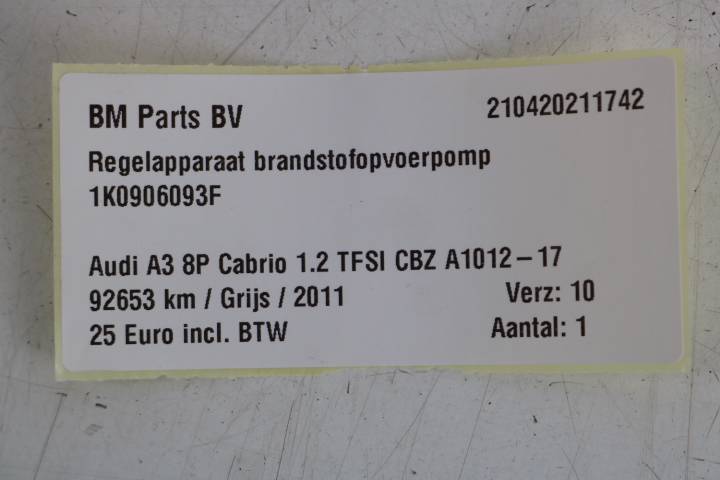 BM Parts BV 210420211742
Regelapparaat brandstofopvoerpomp
1K0906093F
Audi A3 8P Cabrio 1.2 TFSI CBZ A1012-17
92653 km / Grijs / 2011 Verz: 10
25 Euro incl. BTW Aantal: 1